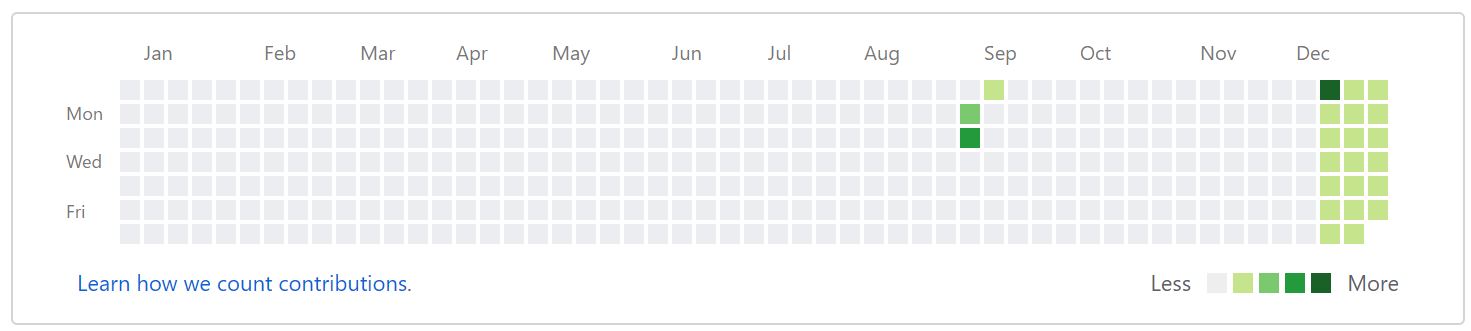 Jan Feb Mar Apr May Jun Jul Aug Sep Oct Nov Dec
Mon
Wed
Fri
Learn how we count contributions. Less More